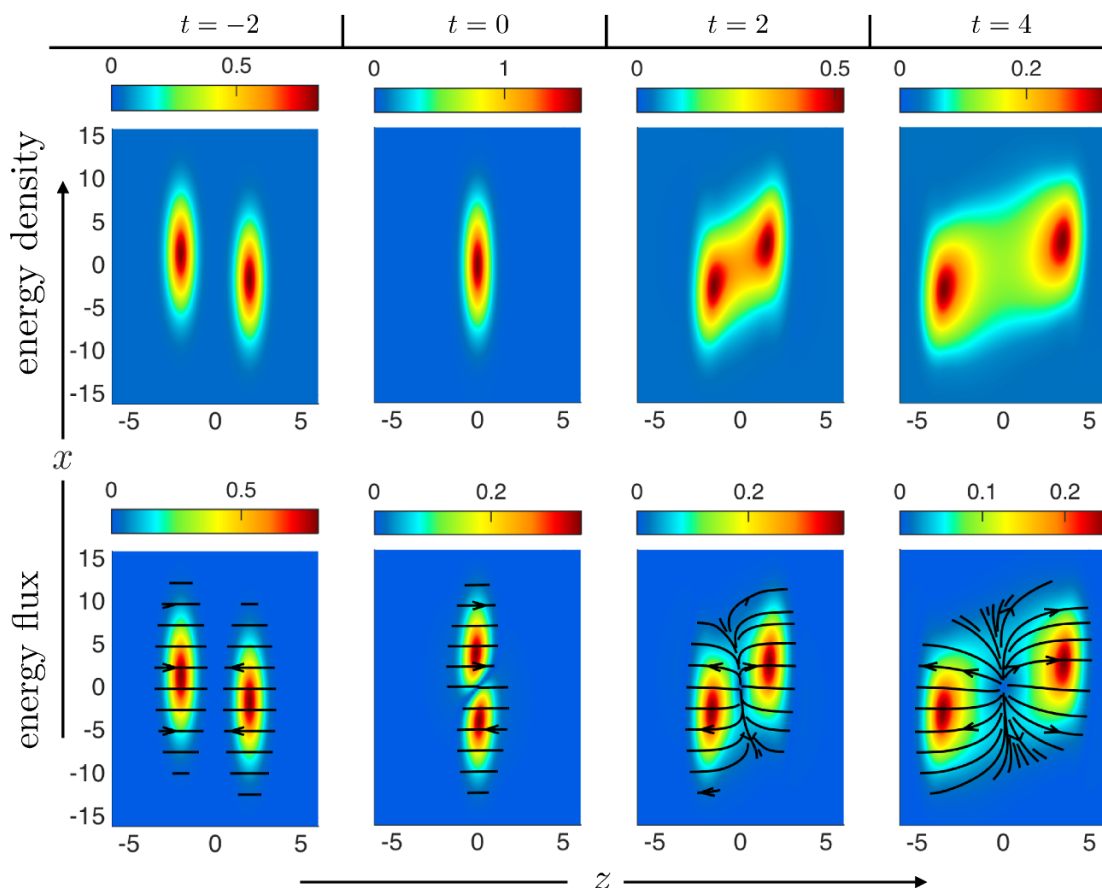 t = −2 t = 0 t = 2 t = 4
0 0.5 0 1 0 0.5 0 0.2
energy density
15
10
5
0
-5
-10
-15
-5 0 5 -5 0 5 -5 0 5 -5 0 5
x
0 0.5 0 0.2 0 0.2 0 0.1 0.2
energy flux
15
10
5
0
-5
-10
-15
-5 0 5 -5 0 5 -5 0 5 -5 0 5
z